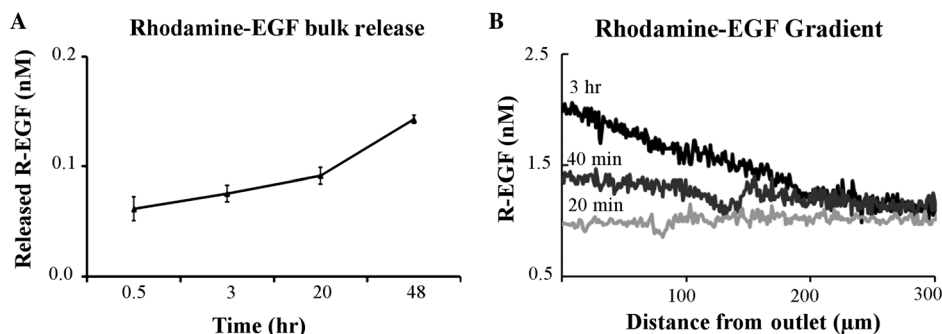 A
Rhodamine-EGF bulk release
0.2
0.1
0.0
Released R-EGF (nM)
0.5 3 20 48
Time (hr)
B
Rhodamine-EGF Gradient
2.5
1.5
0.5
R-EGF (nM)
3 hr
40 min
20 min
100 200 300
Distance from outlet (µm)